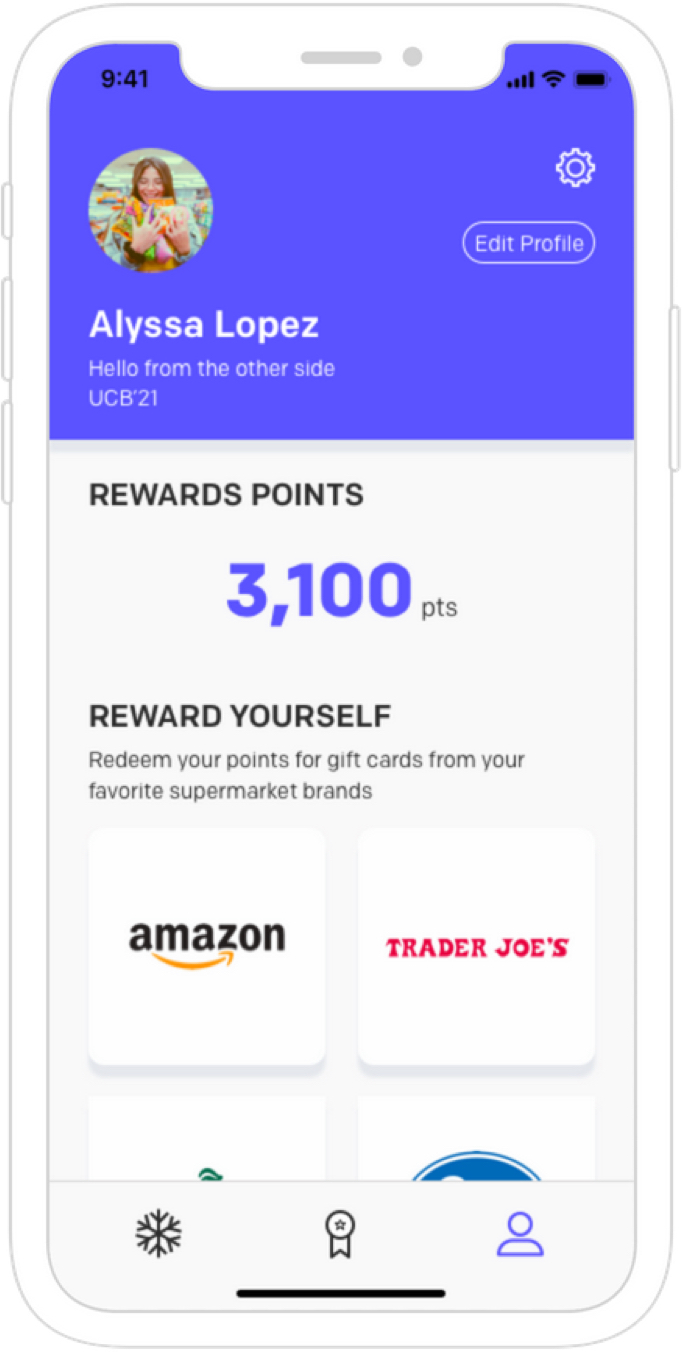 9:41
Edit Profile
Alyssa Lopez
Hello from the other side
UCB'21
REWARDS POINTS
3,100 pts
REWARD YOURSELF
Redeem your points for gift cards from your
favorite supermarket brands
amazon
TRADER JOE'S